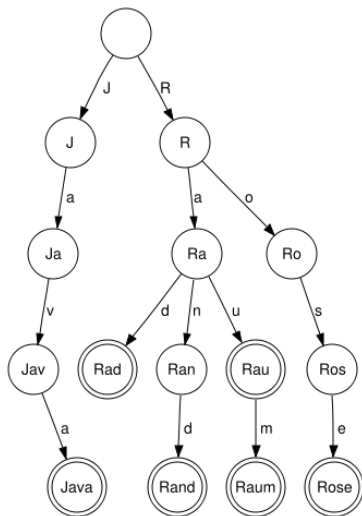 J R
J R
a a o
Ja Ra Ro
v d n u s
Jav Rad Ran Rau Ros
a d m e
Java Rand Raum Rose